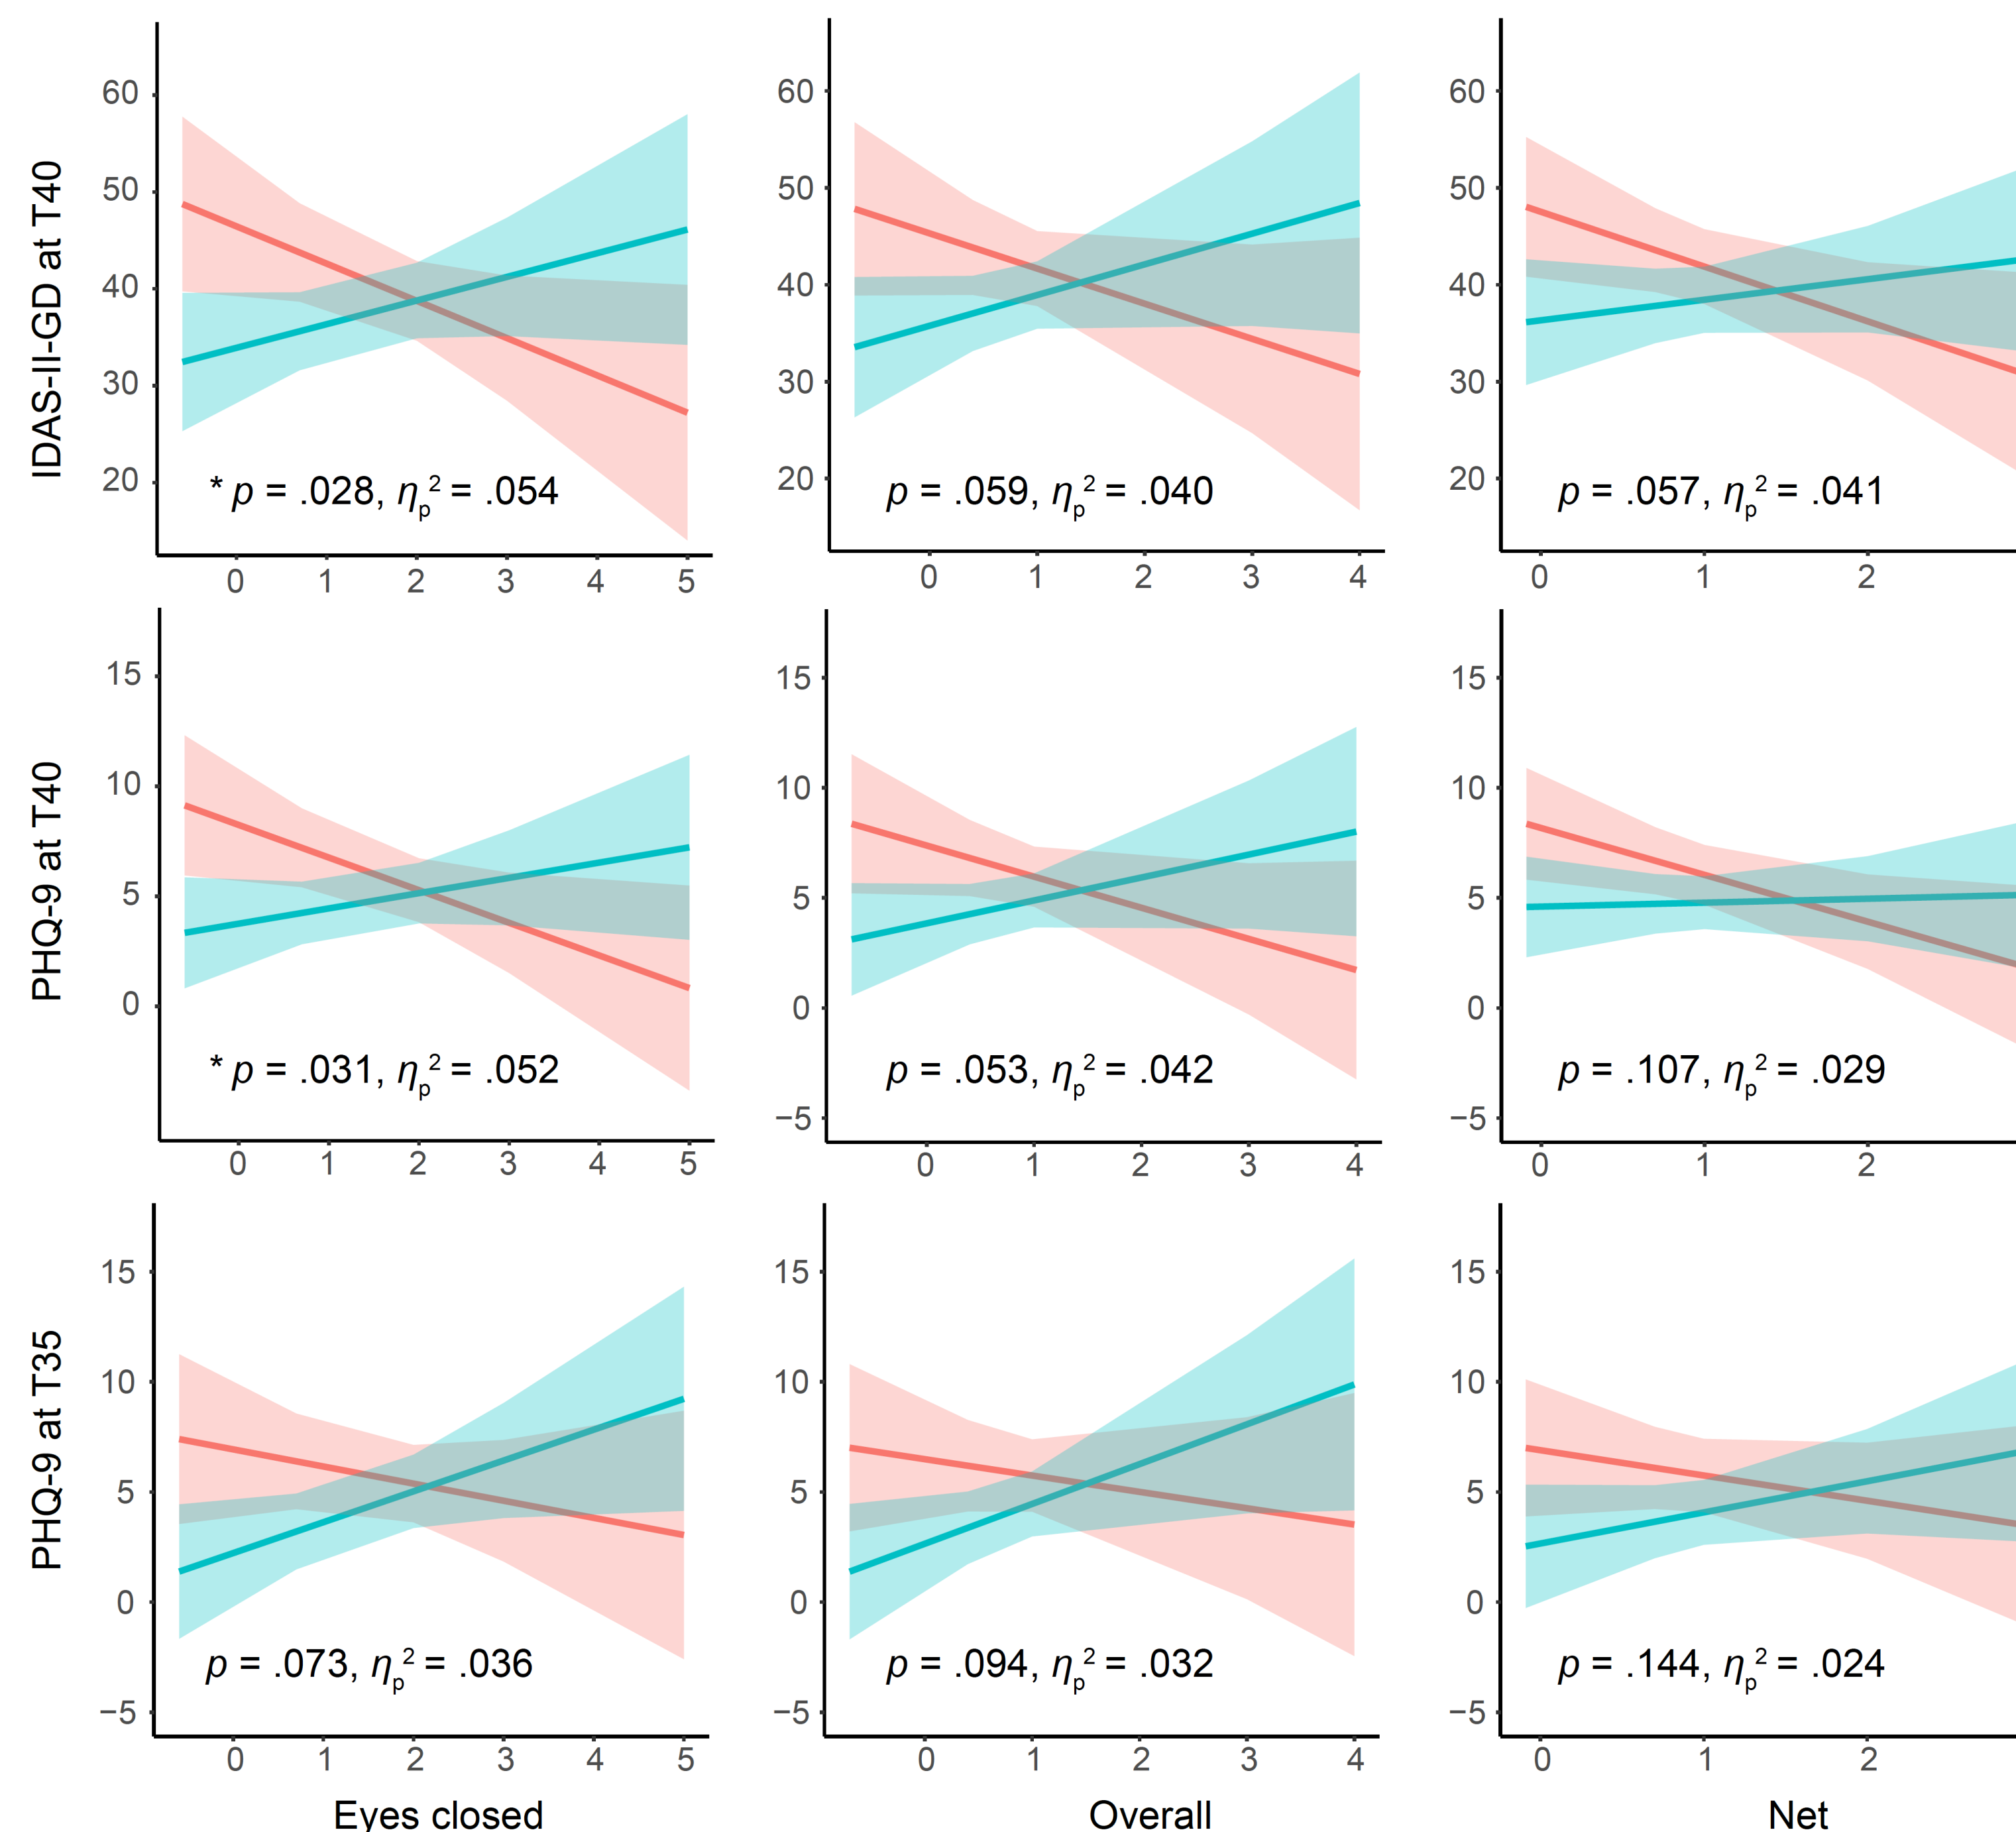 IDAS-II-GD at T40
60
50
40
30
20
* p = .028, ηp² = .054
0 1 2 3 4 5
60
50
40
30
20
p = .059, ηp² = .040
0 1 2 3 4
60
50
40
30
20
p = .057, ηp² = .041
0 1 2
PHQ-9 at T40
15
10
5
0
* p = .031, ηp² = .052
0 1 2 3 4 5
15
10
5
0
−5
p = .053, ηp² = .042
0 1 2 3 4
15
10
5
0
−5
p = .107, ηp² = .029
0 1 2
PHQ-9 at T35
15
10
5
0
−5
p = .073, ηp² = .036
0 1 2 3 4 5
Eyes closed
15
10
5
0
−5
p = .094, ηp² = .032
0 1 2 3 4
Overall
15
10
5
0
−5
p = .144, ηp² = .024
0 1 2
Net